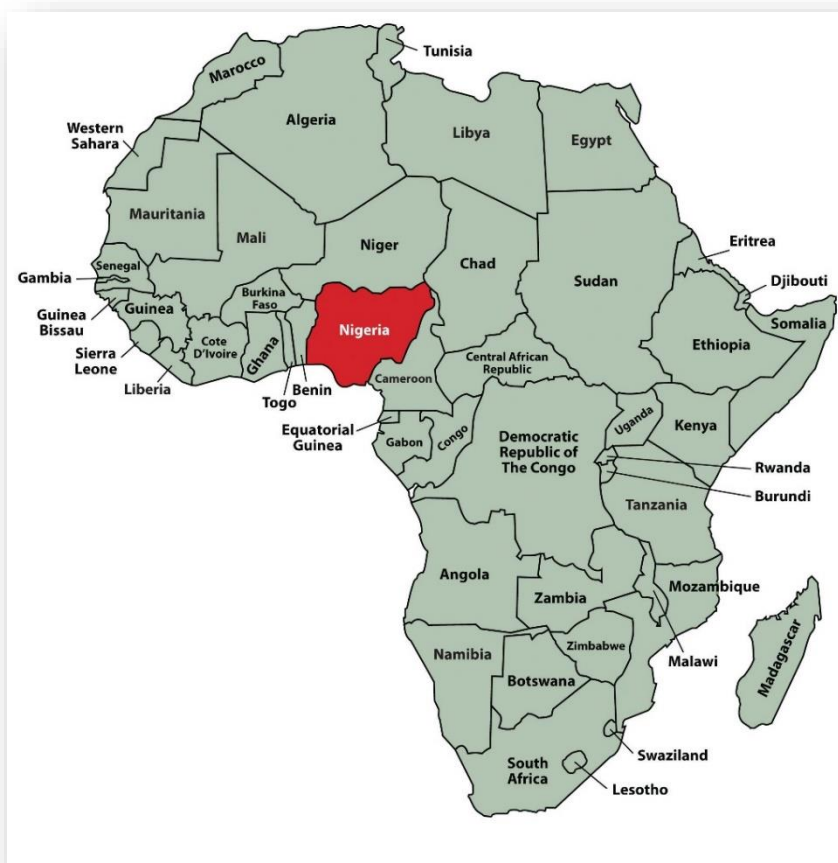 Tunisia
Marocco
Algeria
Libya
Egypt
Western
Sahara
Mauritania
Mali
Niger
Chad
Sudan
Eritrea
Djibouti
Senegal
Gambia
Guinea
Bissau
Guinea
Burkina
Faso
Nigeria
Somalia
Ethiopia
Sierra
Leone
Liberia
Cote
D'Ivoire
Ghana
Togo
Benin
Cameroon
Central African
Republic
Equatorial
Guinea
Gabon
Congo
Democratic
Republic of
The Congo
Uganda
Kenya
Rwanda
Burundi
Tanzania
Angola
Zambia
Mozambique
Malawi
Namibia
Zimbabwe
Botswana
Madagascar
South
Africa
Swaziland
Lesotho